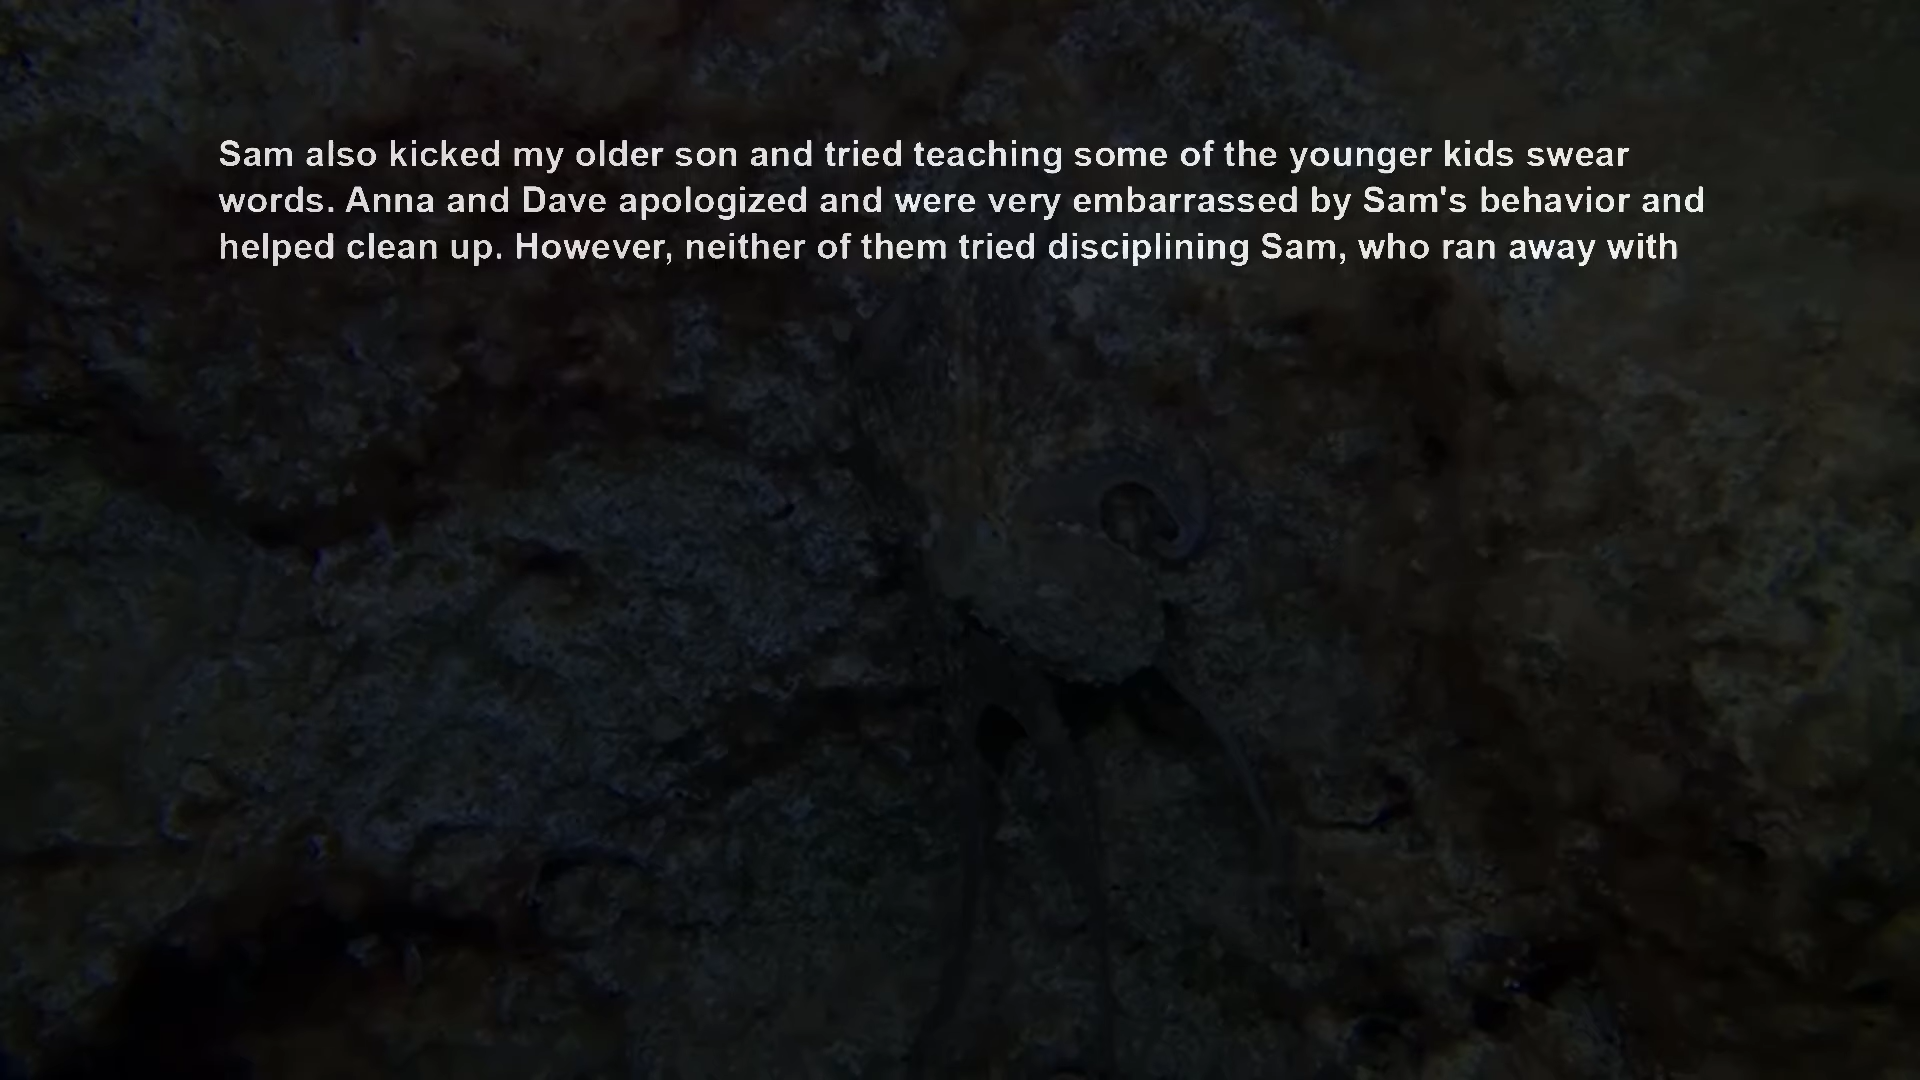 Sam also kicked my older son and tried teaching some of the younger kids swear
words. Anna and Dave apologized and were very embarrassed by Sam's behavior and
helped clean up. However, neither of them tried disciplining Sam, who ran away with